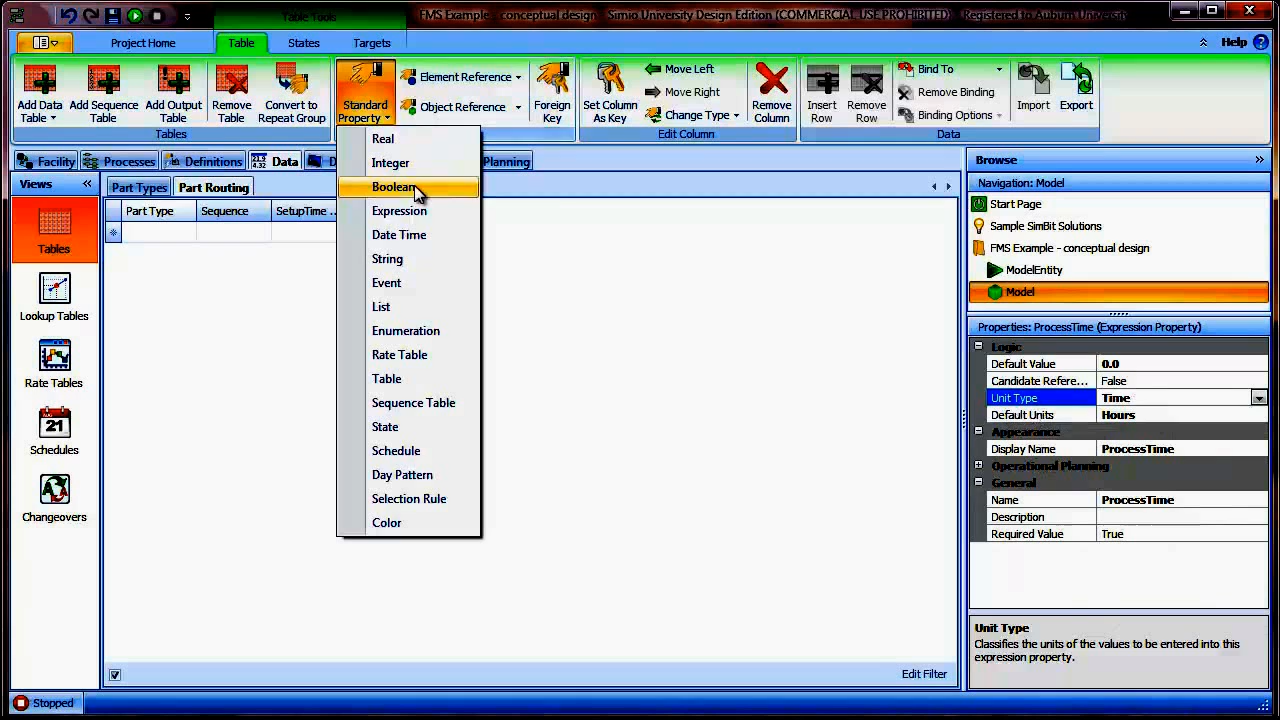 Table Tools
FMS Example - conceptual design - Simio University Design Edition (COMMERCIAL USE PROHIBITED) - Registered to Auburn University
Project Home
Table
States
Targets
Help
Add Data Table
Add Sequence Table
Add Output Table
Remove Table
Convert to Repeat Group
Tables
Standard Property
Element Reference
Object Reference
Foreign Key
Set Column As Key
Move Left
Move Right
Change Type
Remove Column
Edit Column
Insert Row
Remove Row
Bind To
Remove Binding
Binding Options
Import
Export
Data
Facility
Processes
Definitions
Data
D
Planning
Views
Tables
Lookup Tables
Rate Tables
Schedules
Changeovers
Part Types
Part Routing
Part Type
Sequence
SetupTime ..
Real
Integer
Boolean
Expression
Date Time
String
Event
List
Enumeration
Rate Table
Table
Sequence Table
State
Schedule
Day Pattern
Selection Rule
Color
Edit Filter
Browse
Navigation: Model
Start Page
Sample SimBit Solutions
FMS Example - conceptual design
ModelEntity
Model
Properties: ProcessTime (Expression Property)
Logic
Default Value 0.0
Candidate Refere... False
Unit Type Time
Default Units Hours
Appearance
Display Name ProcessTime
Operational Planning
General
Name ProcessTime
Description
Required Value True
Unit Type
Classifies the units of the values to be entered into this
expression property.
Stopped